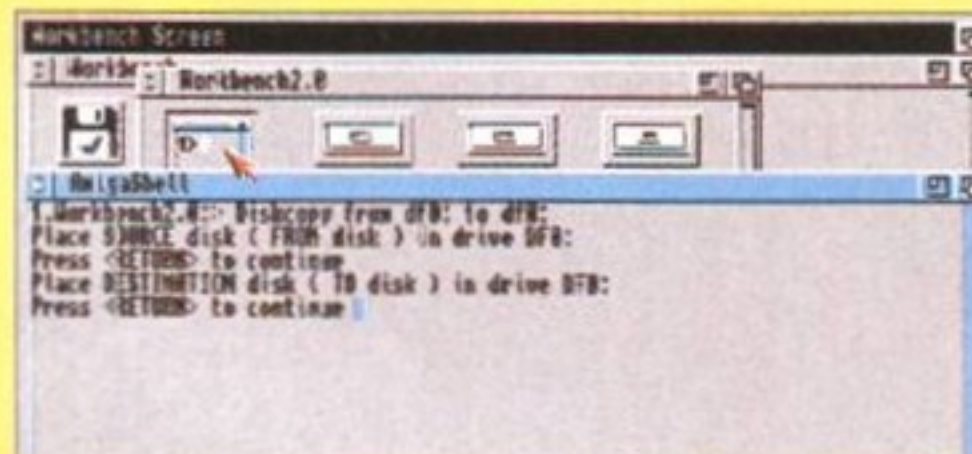 Workbench Screen
Workbench
Workbench2.0
AmigaShell
1.Workbench2.0:> Diskcopy from df0: to df0:
Place SOURCE disk ( FROM disk ) in drive DF0:
Press <RETURN> to continue
Place DESTINATION disk ( TO disk ) in drive DF0:
Press <RETURN> to continue